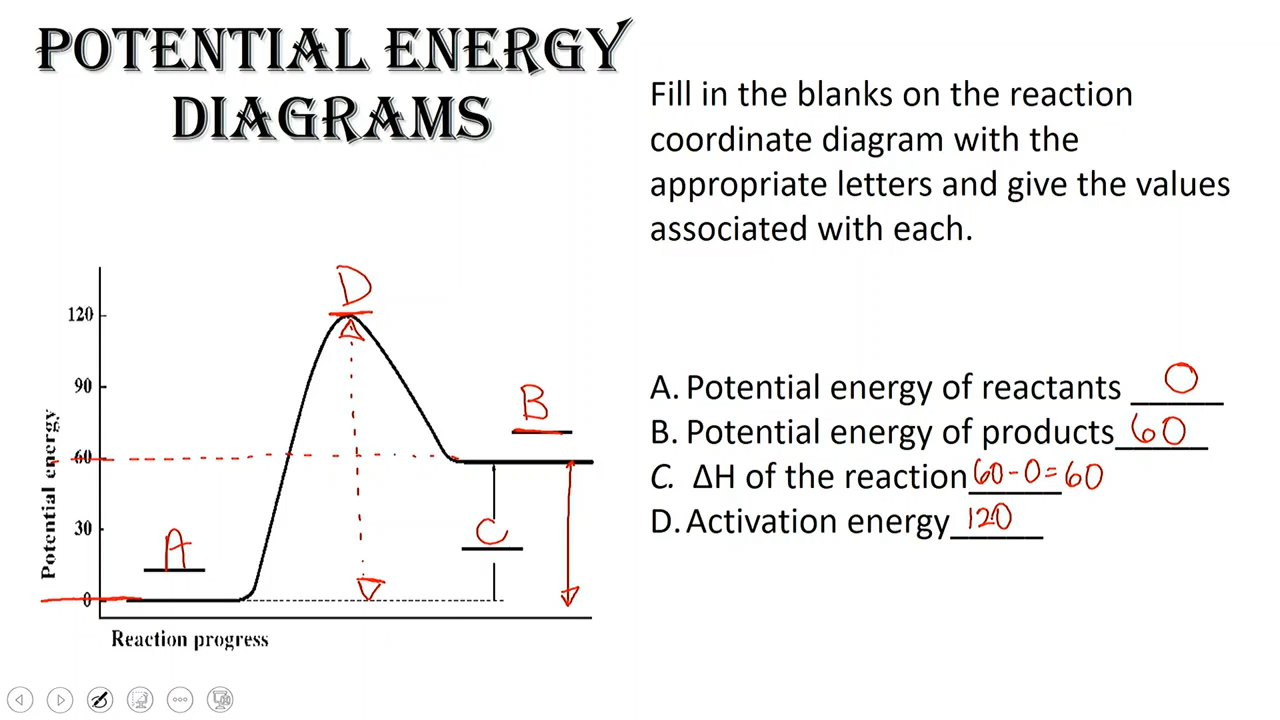 POTENTIAL ENERGY
DIAGRAMS
Fill in the blanks on the reaction
coordinate diagram with the
appropriate letters and give the values
associated with each.
A. Potential energy of reactants 0
B. Potential energy of products 60
C. ΔH of the reaction 60-0=60
D. Activation energy 120
D
120
90
B
60
30
C
A
0
Potential energy
Reaction progress